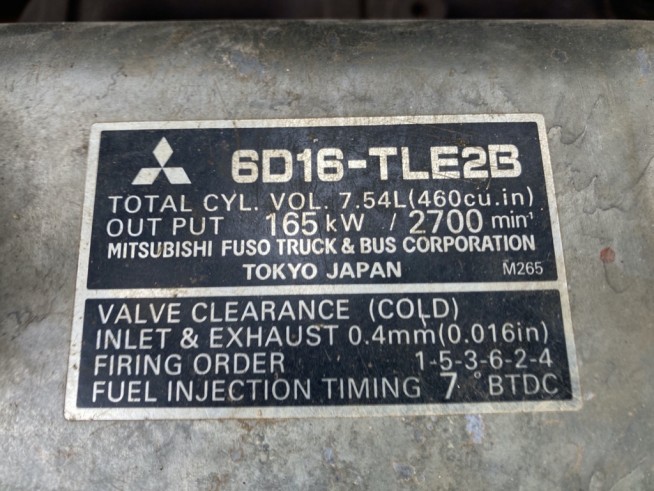 6D16-TLE2B
TOTAL CYL. VOL. 7.54L(460cu.in)
OUT PUT 165 kW / 2700 min⁻¹
MITSUBISHI FUSO TRUCK & BUS CORPORATION
TOKYO JAPAN M265
VALVE CLEARANCE (COLD)
INLET & EXHAUST 0.4mm(0.016in)
FIRING ORDER 1-5-3-6-2-4
FUEL INJECTION TIMING 7 ° BTDC